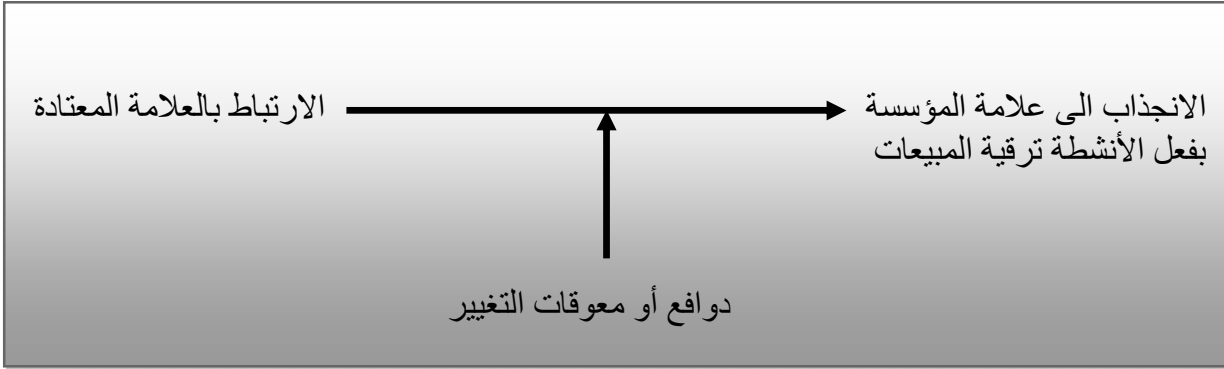 الانجذاب الى علامة المؤسسة
بفعل الأنشطة ترقية المبيعات
الارتباط بالعلامة المعتادة
دوافع أو معوقات التغيير